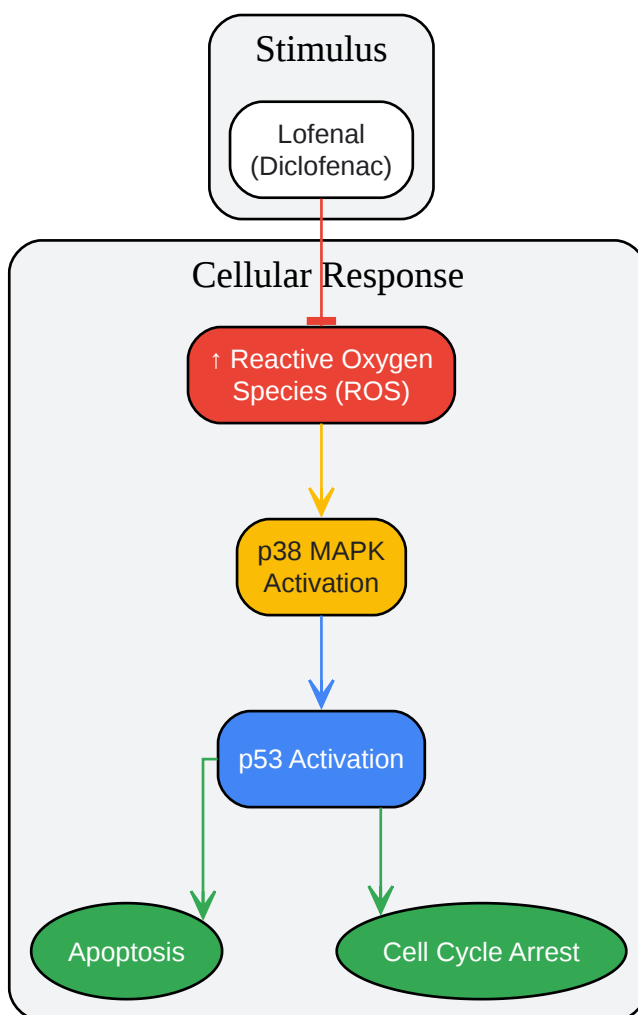 Stimulus
Lofenal
(Diclofenac)
Cellular Response
↑ Reactive Oxygen
Species (ROS)
p38 MAPK
Activation
p53 Activation
Apoptosis
Cell Cycle Arrest